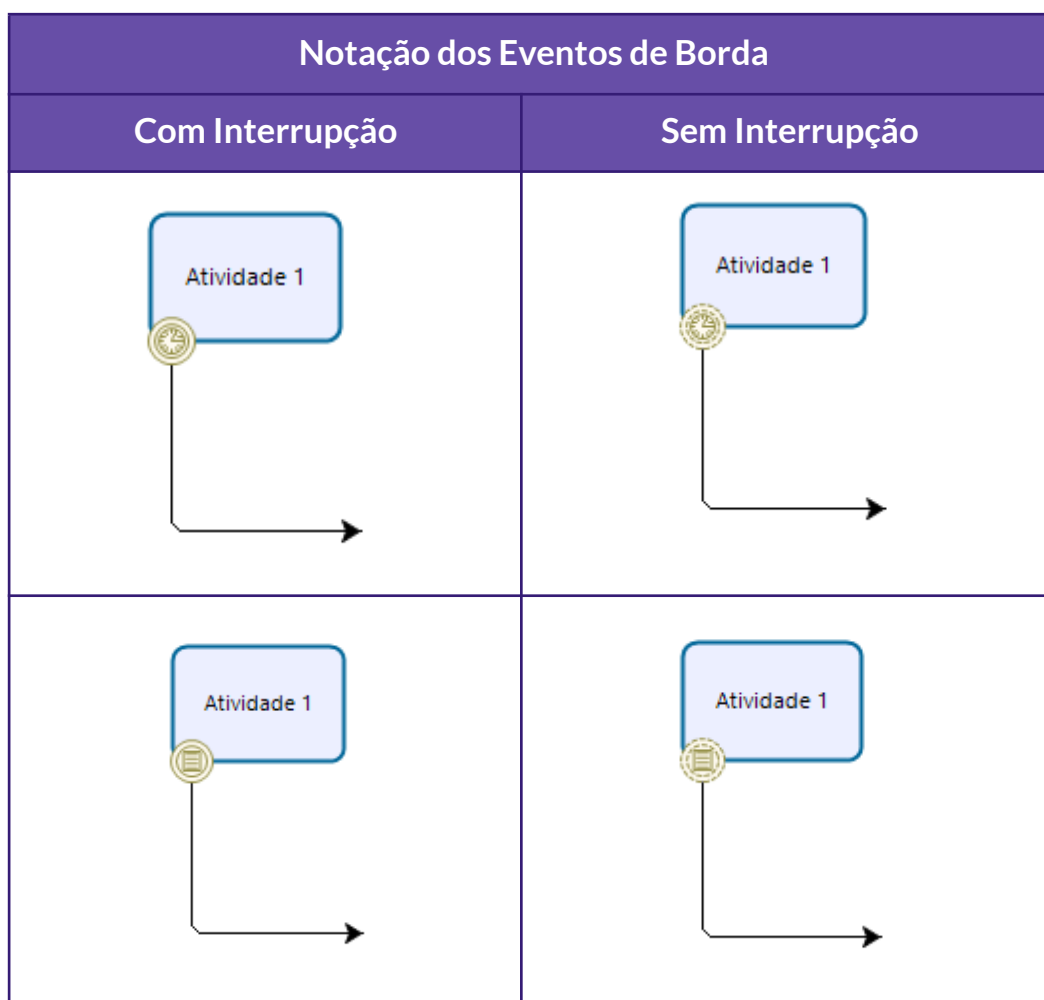 Notação dos Eventos de Borda
Com Interrupção
Sem Interrupção
Atividade 1
Atividade 1
Atividade 1
Atividade 1